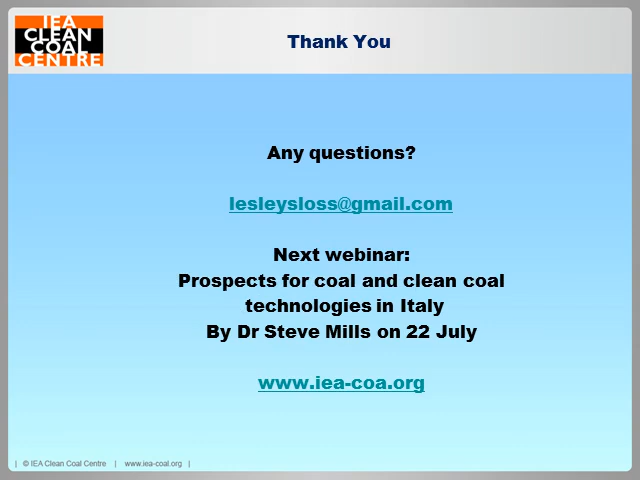 IEA
CLEAN
COAL
CENTRE
Thank You
Any questions?
lesleysloss@gmail.com
Next webinar:
Prospects for coal and clean coal
technologies in Italy
By Dr Steve Mills on 22 July
www.iea-coa.org
| © IEA Clean Coal Centre | www.iea-coal.org |